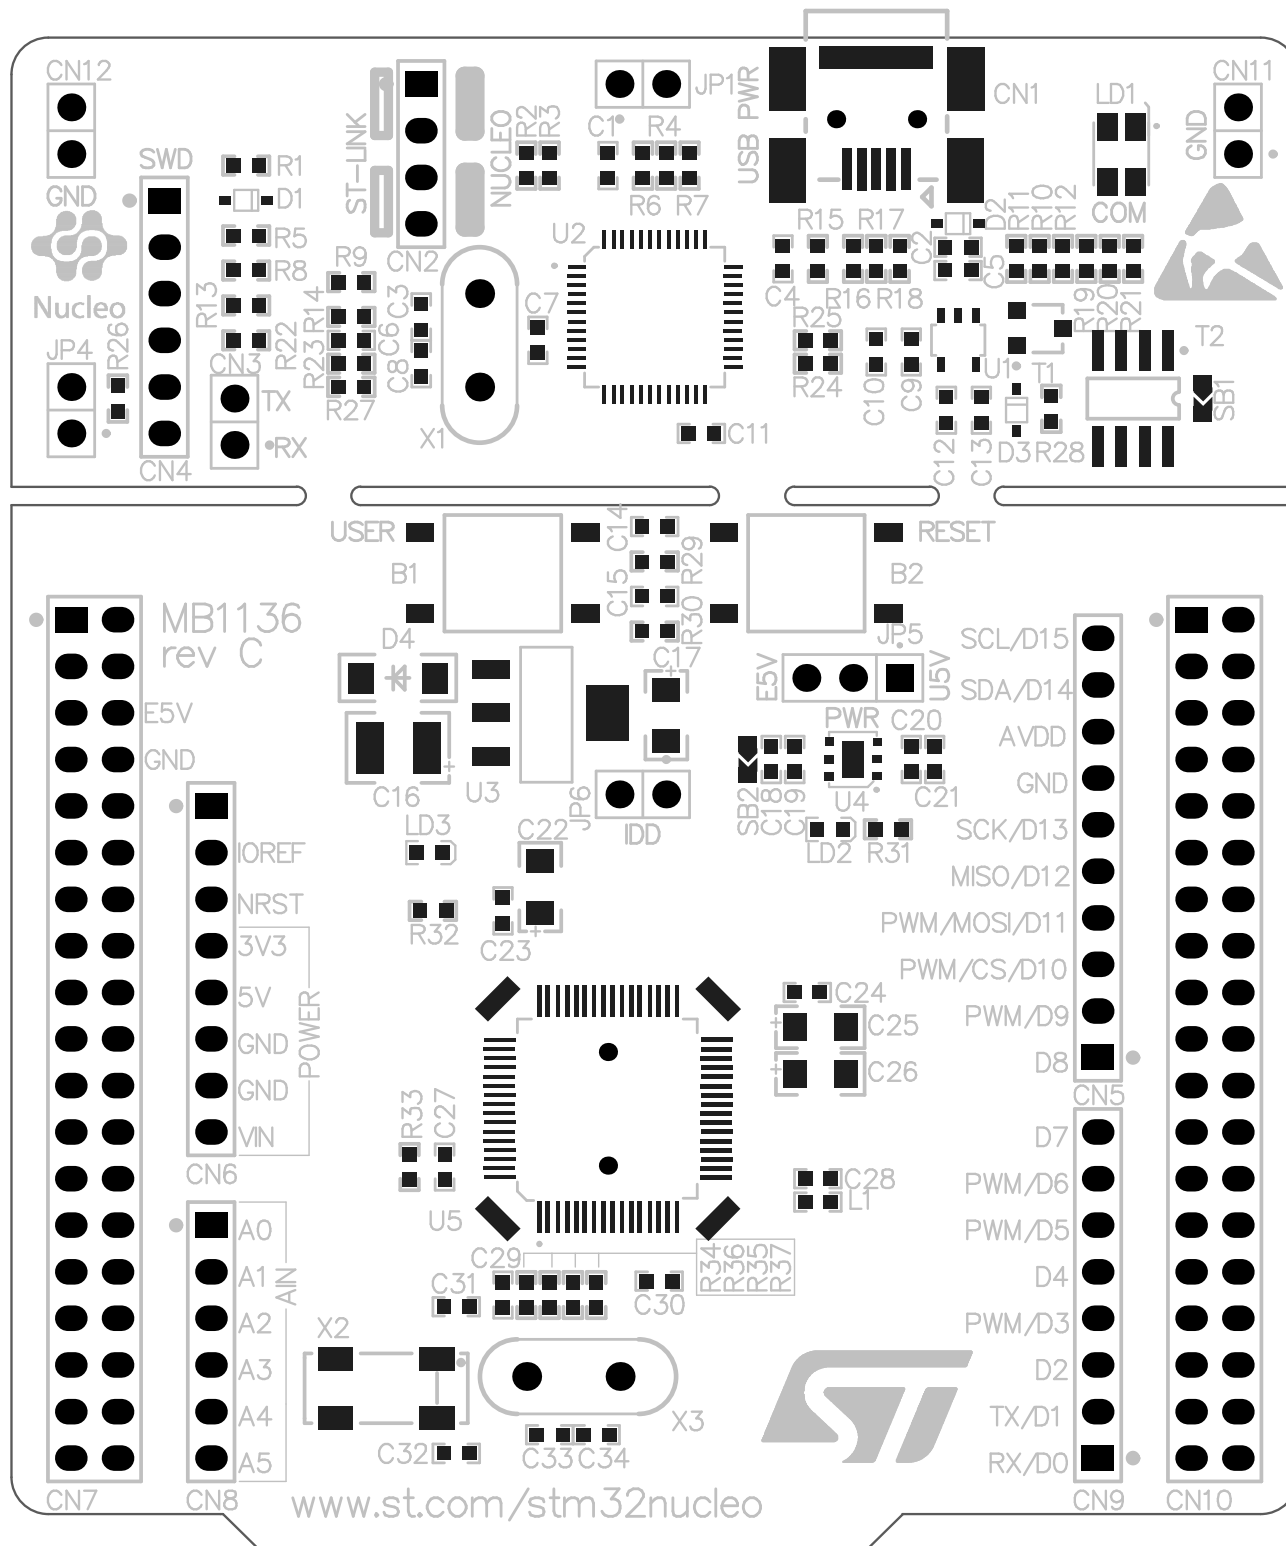 CN12
SWD
GND
Nucleo
JP4
R26
CN4
R1
D1
R5
R8
R13
R22
CN3
TX
RX
ST-LINK
NUCLEO
CN2
R9
R14
R23
R27
C3
C6
C8
X1
C7
R2
R3
C1
R4
JP1
R6
R7
U2
C11
USB PWR
CN1
R15
R17
C4
R16
R18
R25
R24
C10
C9
C2
D2
C5
R11
R10
R12
LD1
COM
CN11
GND
R19
R20
R21
U1
T1
T2
SB1
C12
C13
D3
R28
USER
B1
C14
R29
C15
R30
RESET
B2
MB1136
rev C
E5V
GND
D4
C16
U3
C17
JP6
IDD
E5V
JP5
U5V
PWR
SB2
C18
C19
U4
C20
C21
LD2
R31
LD3
R32
C22
C23
IOREF
NRST
3V3
5V
GND
GND
VIN
POWER
CN6
A0
A1
A2
A3
A4
A5
AIN
CN7
CN8
SCL/D15
SDA/D14
AVDD
GND
SCK/D13
MISO/D12
PWM/MOSI/D11
PWM/CS/D10
PWM/D9
D8
CN5
D7
PWM/D6
PWM/D5
D4
PWM/D3
D2
TX/D1
RX/D0
CN9
CN10
C24
C25
C26
R33
C27
U5
C28
L1
C29
R34
R36
R35
R37
C31
C30
X2
X3
C32
C33
C34
ST
www.st.com/stm32nucleo